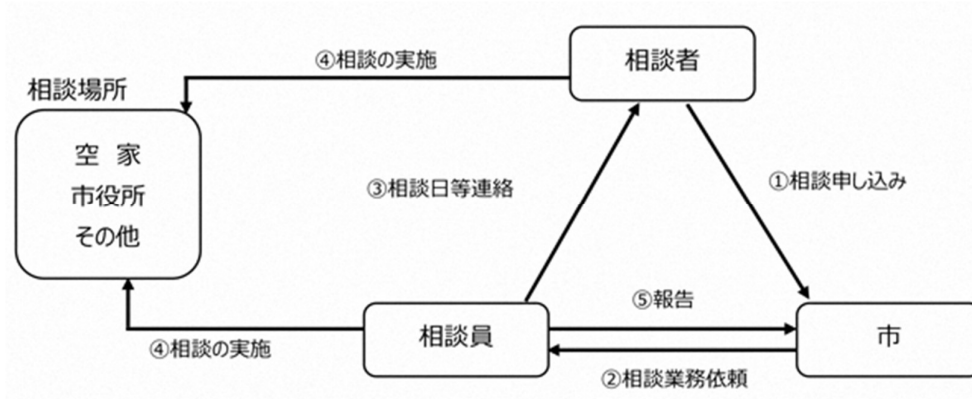 ④相談の実施
相談者
相談場所
空 家
市役所
その他
③相談日等連絡
①相談申し込み
⑤報告
相談員
市
④相談の実施
②相談業務依頼